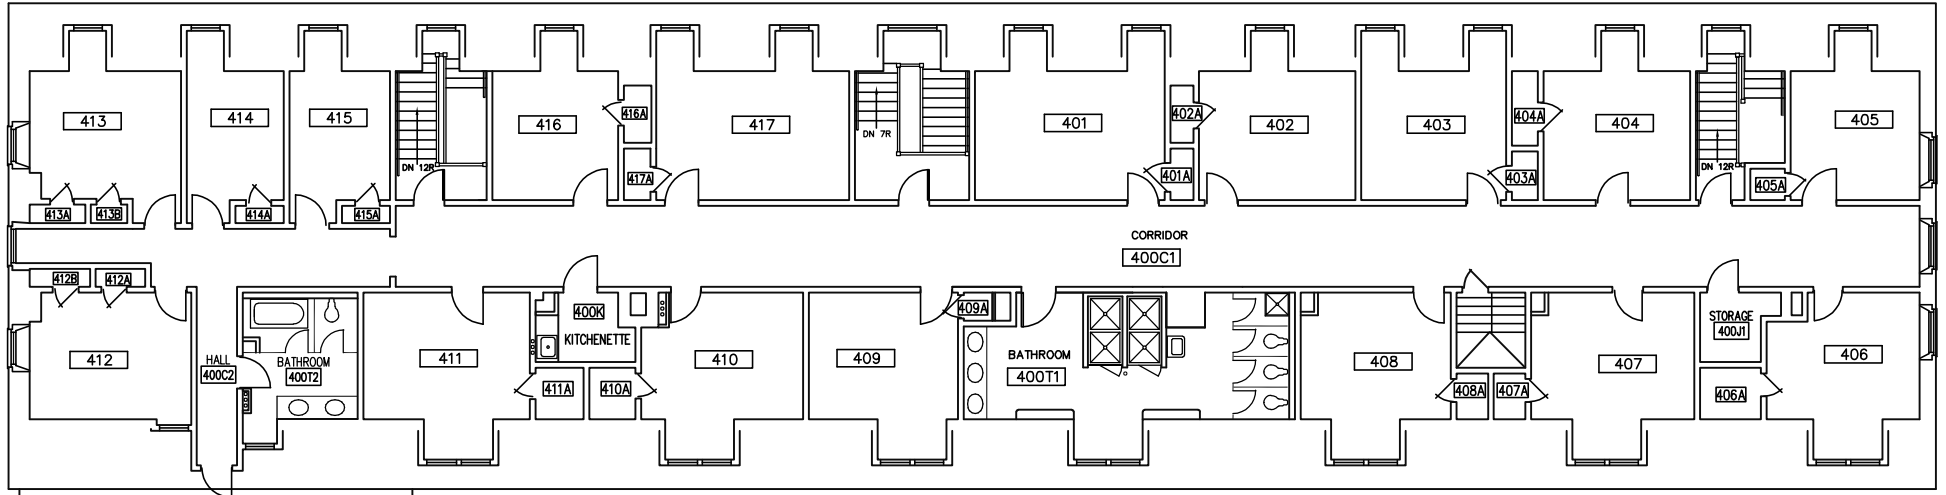 413
414
415
416
416A
417
401
402A
402
403
404A
404
405
DN 12R
DN 7R
DN 12R
417A
401A
403A
405A
413A
413B
414A
415A
CORRIDOR
400C1
412B
412A
400K
KITCHENETTE
409A
STORAGE
400J1
412
HALL
400C2
BATHROOM
400T2
411
410
409
BATHROOM
400T1
408
407
406
411A
410A
408A
407A
406A